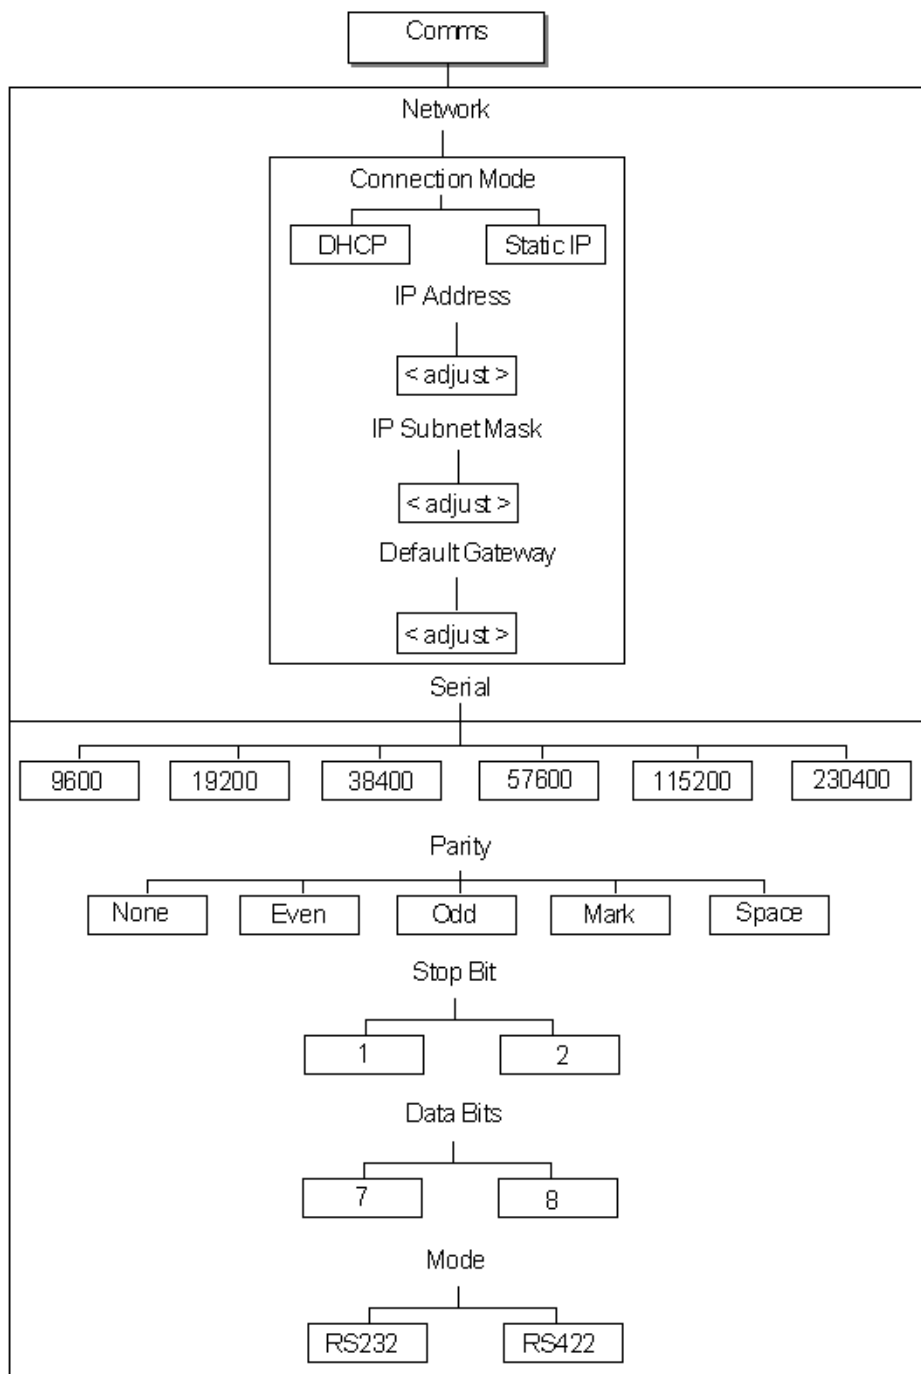 Comms
Network
Connection Mode
DHCP Static IP
IP Address
< adjust >
IP Subnet Mask
< adjust >
Default Gateway
< adjust >
Serial
9600 19200 38400 57600 115200 230400
Parity
None Even Odd Mark Space
Stop Bit
1 2
Data Bits
7 8
Mode
RS232 RS422